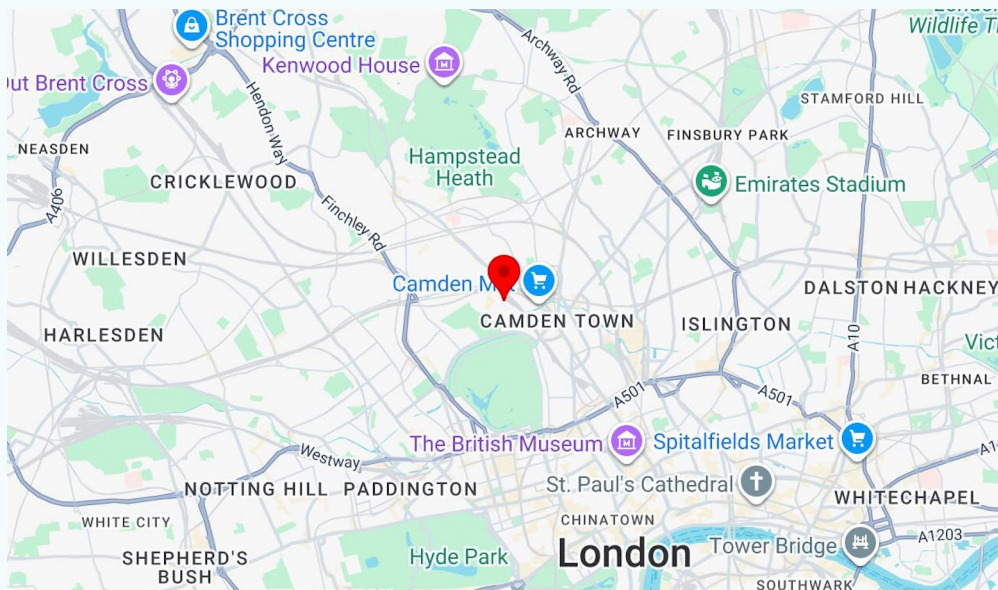 Brent Cross
Shopping Centre
Kenwood House
Out Brent Cross
Archway Rd
Wildlife
STAMFORD HILL
ARCHWAY
FINSBURY PARK
Hendon Way
NEASDEN
Hampstead
Heath
CRICKLEWOOD
Emirates Stadium
A406
Finchley Rd
WILLESDEN
Camden M
DALSTON
HACKNEY
CAMDEN TOWN
ISLINGTON
HARLESDEN
A10
Vict
BETHNAL
A501
A501
The British Museum
Spitalfields Market
Westway
NOTTING HILL
PADDINGTON
St. Paul's Cathedral
WHITECHAPEL
WHITE CITY
CHINATOWN
A1203
SHEPHERD'S
BUSH
Hyde Park
London
Tower Bridge
SOUTHWARK